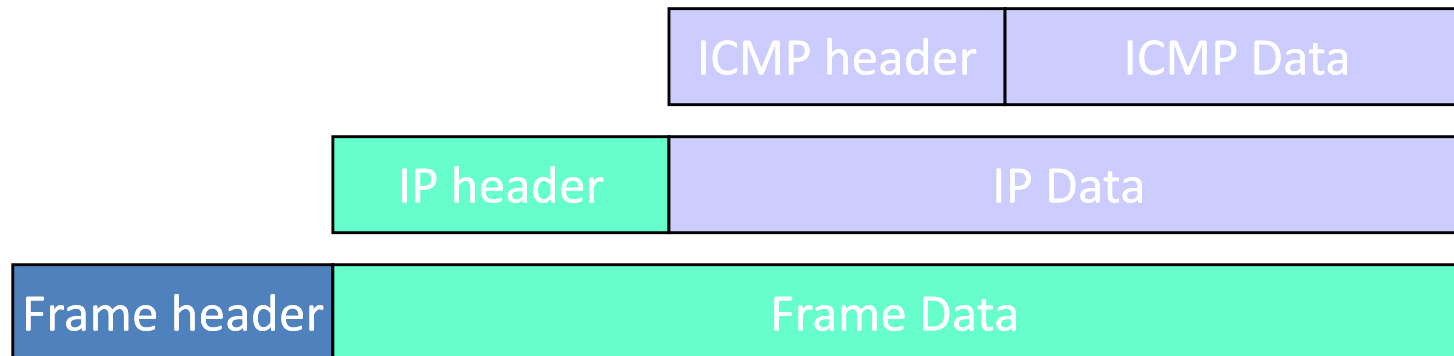 ICMP header ICMP Data
IP header IP Data
Frame header Frame Data